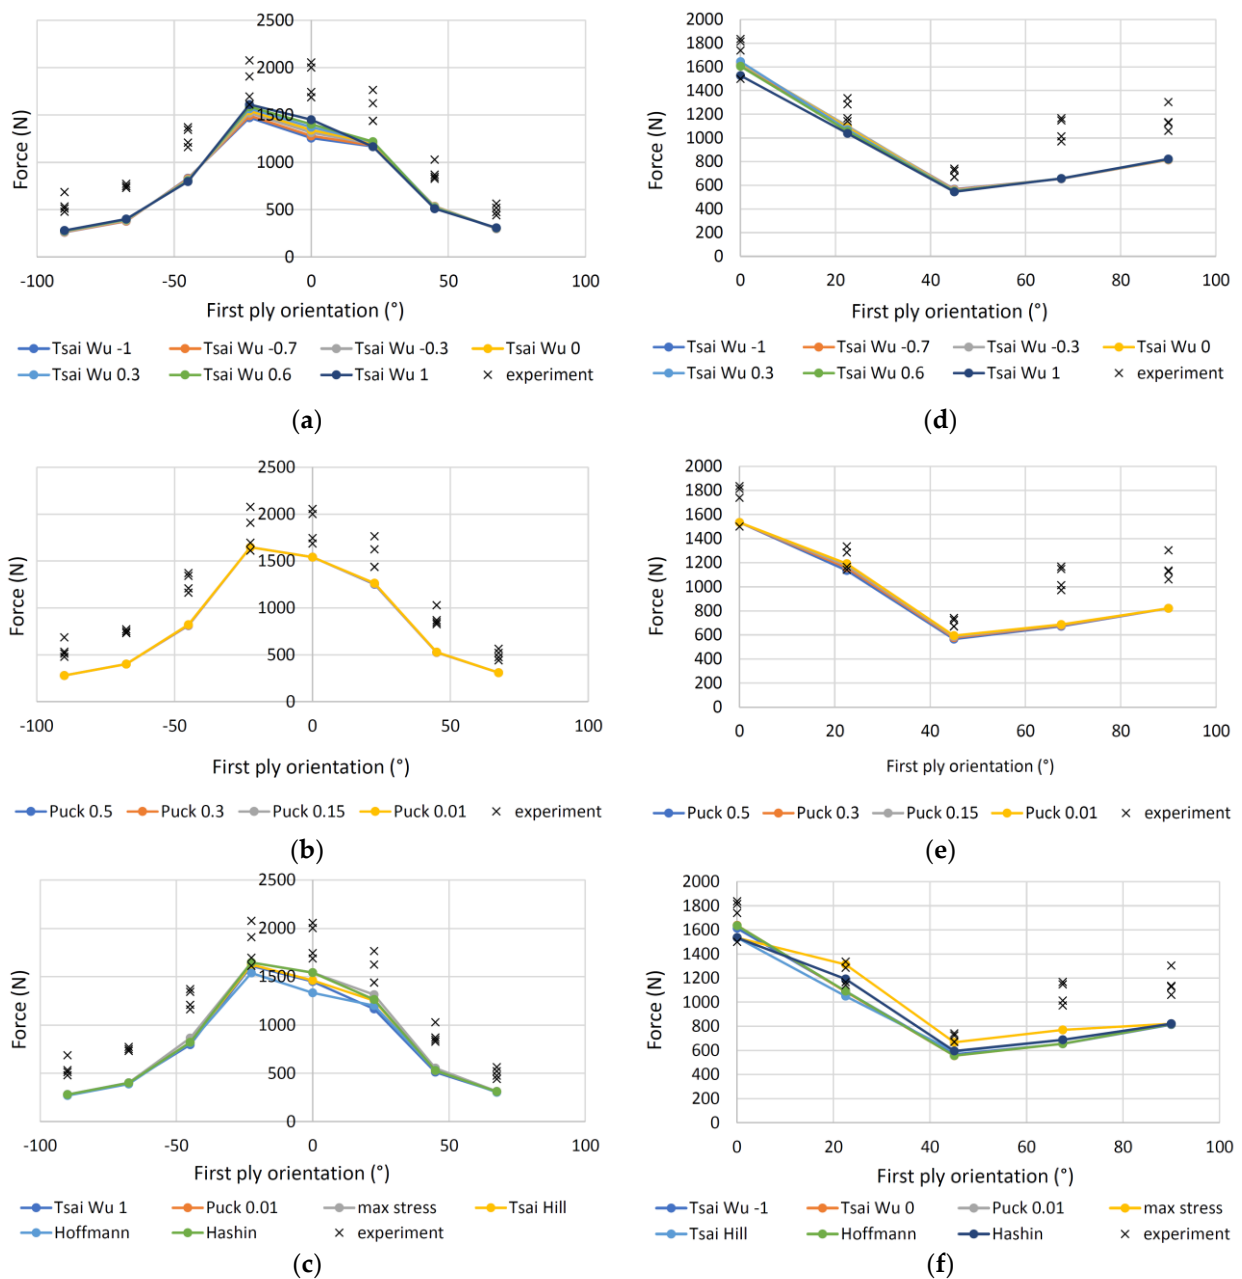 2500
2000
1500
1000
500
0
Force (N)
-100 -50 0 50 100
First ply orientation (°)
Tsai Wu -1 Tsai Wu -0.7 Tsai Wu -0.3 Tsai Wu 0
Tsai Wu 0.3 Tsai Wu 0.6 Tsai Wu 1 × experiment
(a)
2000
1800
1600
1400
1200
1000
800
600
400
200
0
Force (N)
0 20 40 60 80 100
First ply orientation (°)
Tsai Wu -1 Tsai Wu -0.7 Tsai Wu -0.3 Tsai Wu 0
Tsai Wu 0.3 Tsai Wu 0.6 Tsai Wu 1 × experiment
(d)
2500
2000
1500
1000
500
0
Force (N)
-100 -50 0 50 100
First ply orientation (°)
Puck 0.5 Puck 0.3 Puck 0.15 Puck 0.01 × experiment
(b)
2000
1800
1600
1400
1200
1000
800
600
400
200
0
Force (N)
0 20 40 60 80 100
First ply orientation (°)
Puck 0.5 Puck 0.3 Puck 0.15 Puck 0.01 × experiment
(e)
2500
2000
1500
1000
500
0
Force (N)
-100 -50 0 50 100
First ply orientation (°)
Tsai Wu 1 Puck 0.01 max stress Tsai Hill
Hoffmann Hashin × experiment
(c)
2000
1800
1600
1400
1200
1000
800
600
400
200
0
Force (N)
0 20 40 60 80 100
First ply orientation (°)
Tsai Wu -1 Tsai Wu 0 Puck 0.01 max stress
Tsai Hill Hoffmann Hashin × experiment
(f)